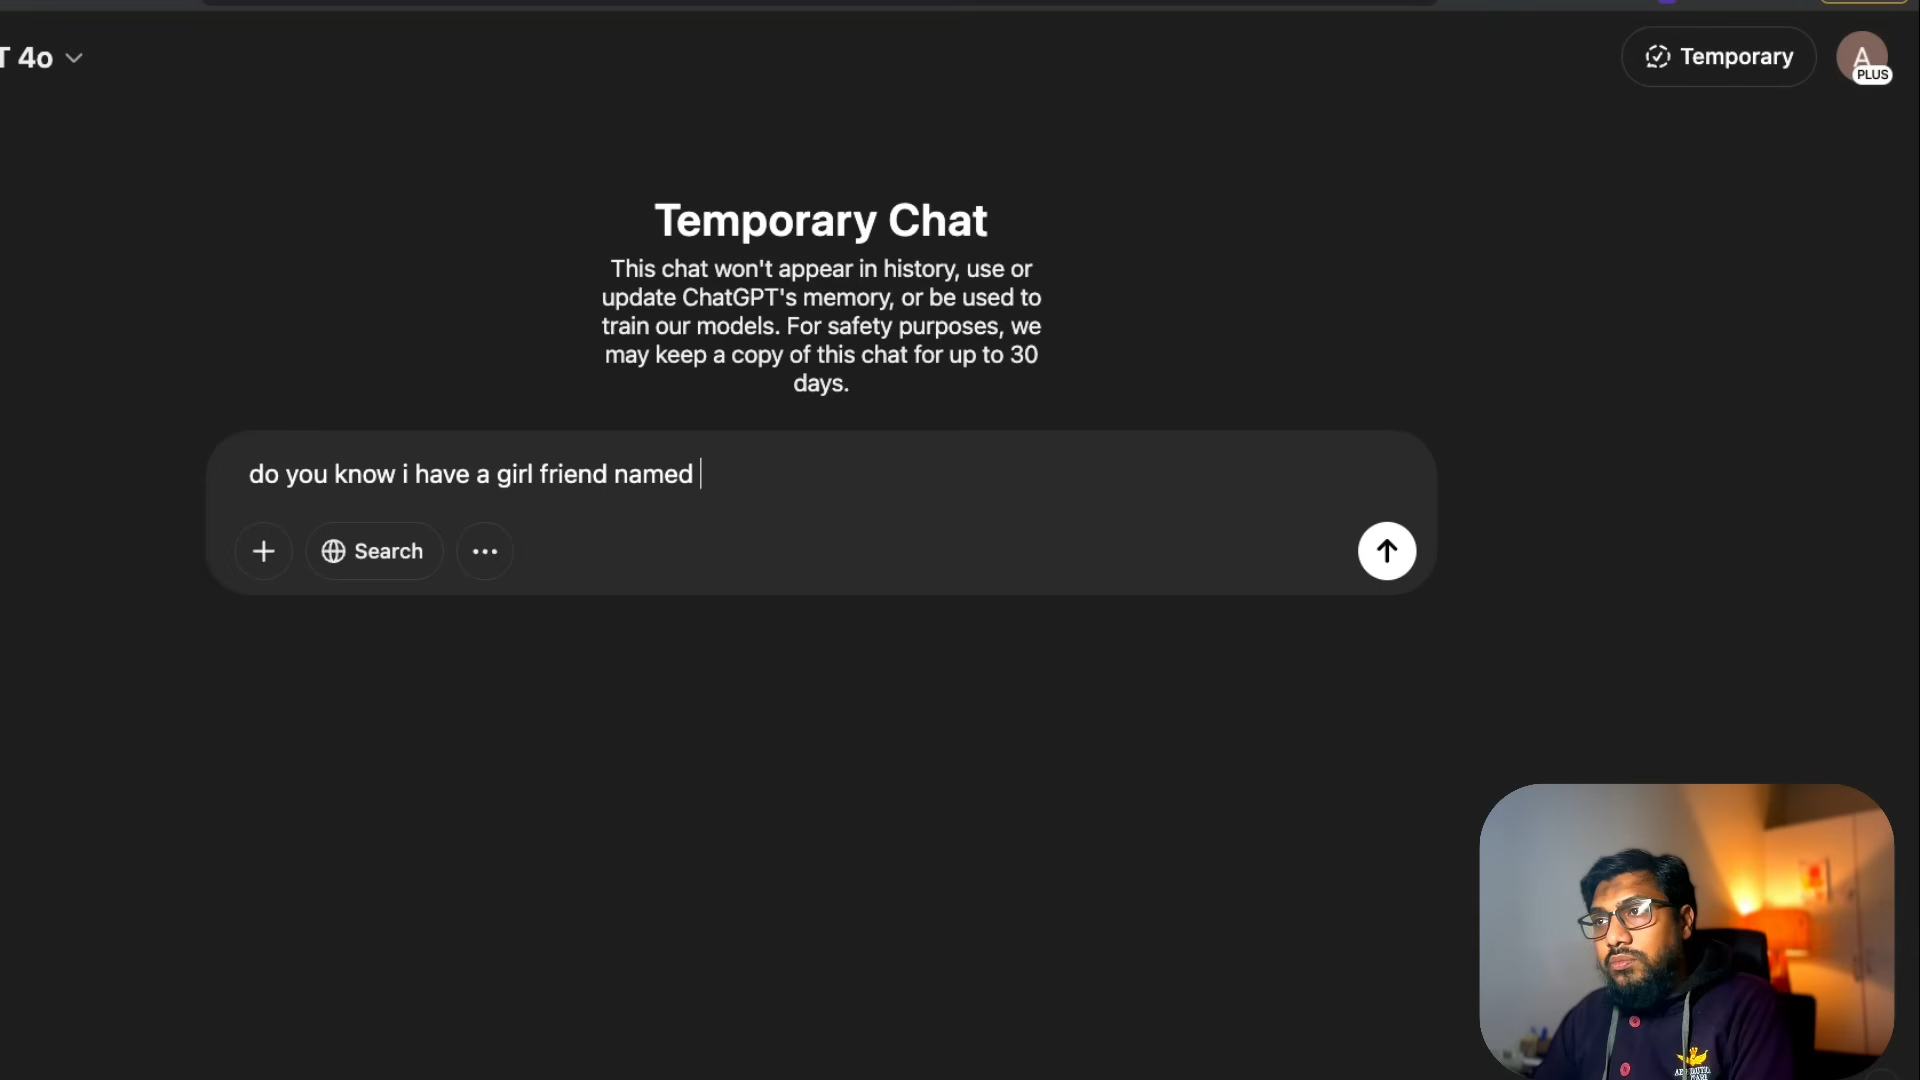 T 4o
Temporary
A
PLUS
Temporary Chat
This chat won't appear in history, use or
update ChatGPT's memory, or be used to
train our models. For safety purposes, we
may keep a copy of this chat for up to 30
days.
do you know i have a girl friend named
Search